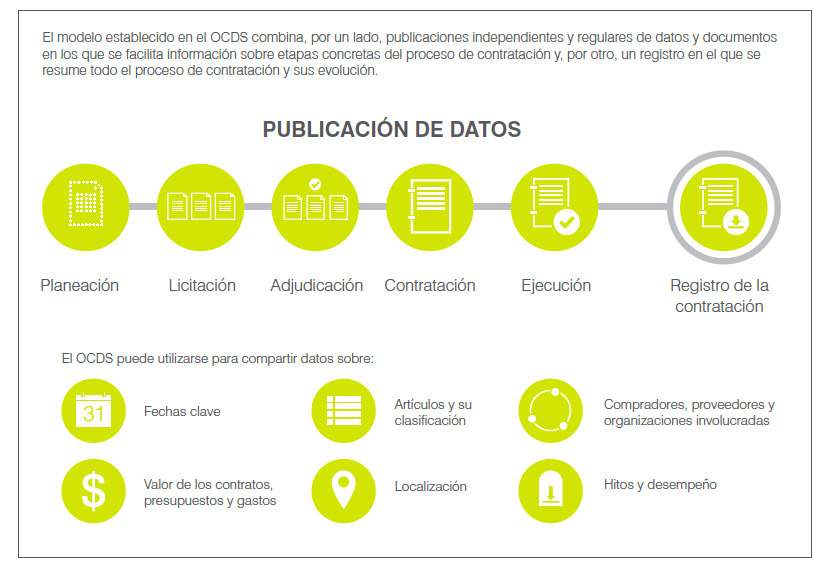 El modelo establecido en el OCDS combina, por un lado, publicaciones independientes y regulares de datos y documentos
en los que se facilita información sobre etapas concretas del proceso de contratación y, por otro, un registro en el que se
resume todo el proceso de contratación y sus evolución.
PUBLICACIÓN DE DATOS
Planeación
Licitación
Adjudicación
Contratación
Ejecución
Registro de la
contratación
El OCDS puede utilizarse para compartir datos sobre:
31
Fechas clave
Artículos y su
clasificación
Compradores, proveedores y
organizaciones involucradas
$
Valor de los contratos,
presupuestos y gastos
Localización
Hitos y desempeño